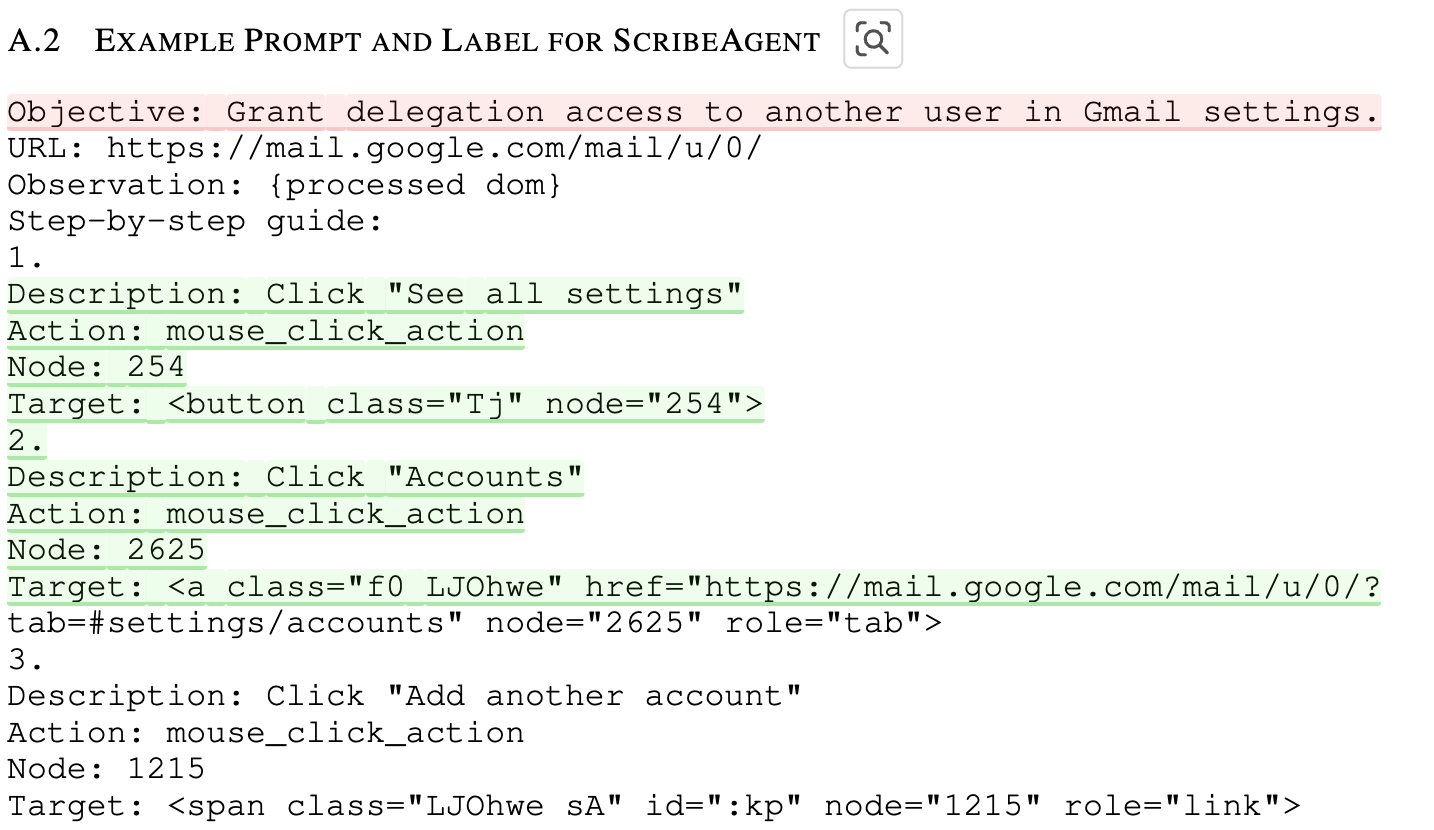 A.2 EXAMPLE PROMPT AND LABEL FOR SCRIBEAGENT
Objective: Grant delegation access to another user in Gmail settings.
URL: https://mail.google.com/mail/u/0/
Observation: {processed dom}
Step-by-step guide:
1.
Description: Click "See all settings"
Action: mouse_click_action
Node: 254
Target: <button class="Tj" node="254">
2.
Description: Click "Accounts"
Action: mouse_click_action
Node: 2625
Target: <a class="f0 LJOhwe" href="https://mail.google.com/mail/u/0/?
tab=#settings/accounts" node="2625" role="tab">
3.
Description: Click "Add another account"
Action: mouse_click_action
Node: 1215
Target: <span class="LJOhwe sA" id=":kp" node="1215" role="link">